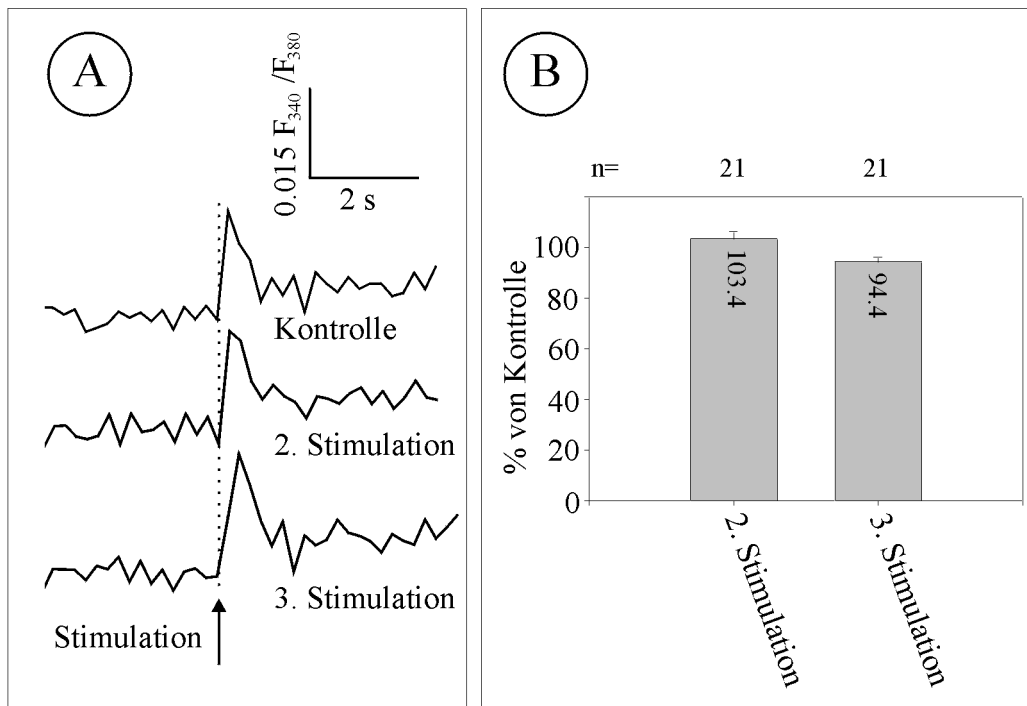 A
0.015 F340 /F380
2 s
Kontrolle
2. Stimulation
3. Stimulation
Stimulation
B
n= 21 21
% von Kontrolle
100
80
60
40
20
0
103.4
94.4
2. Stimulation
3. Stimulation